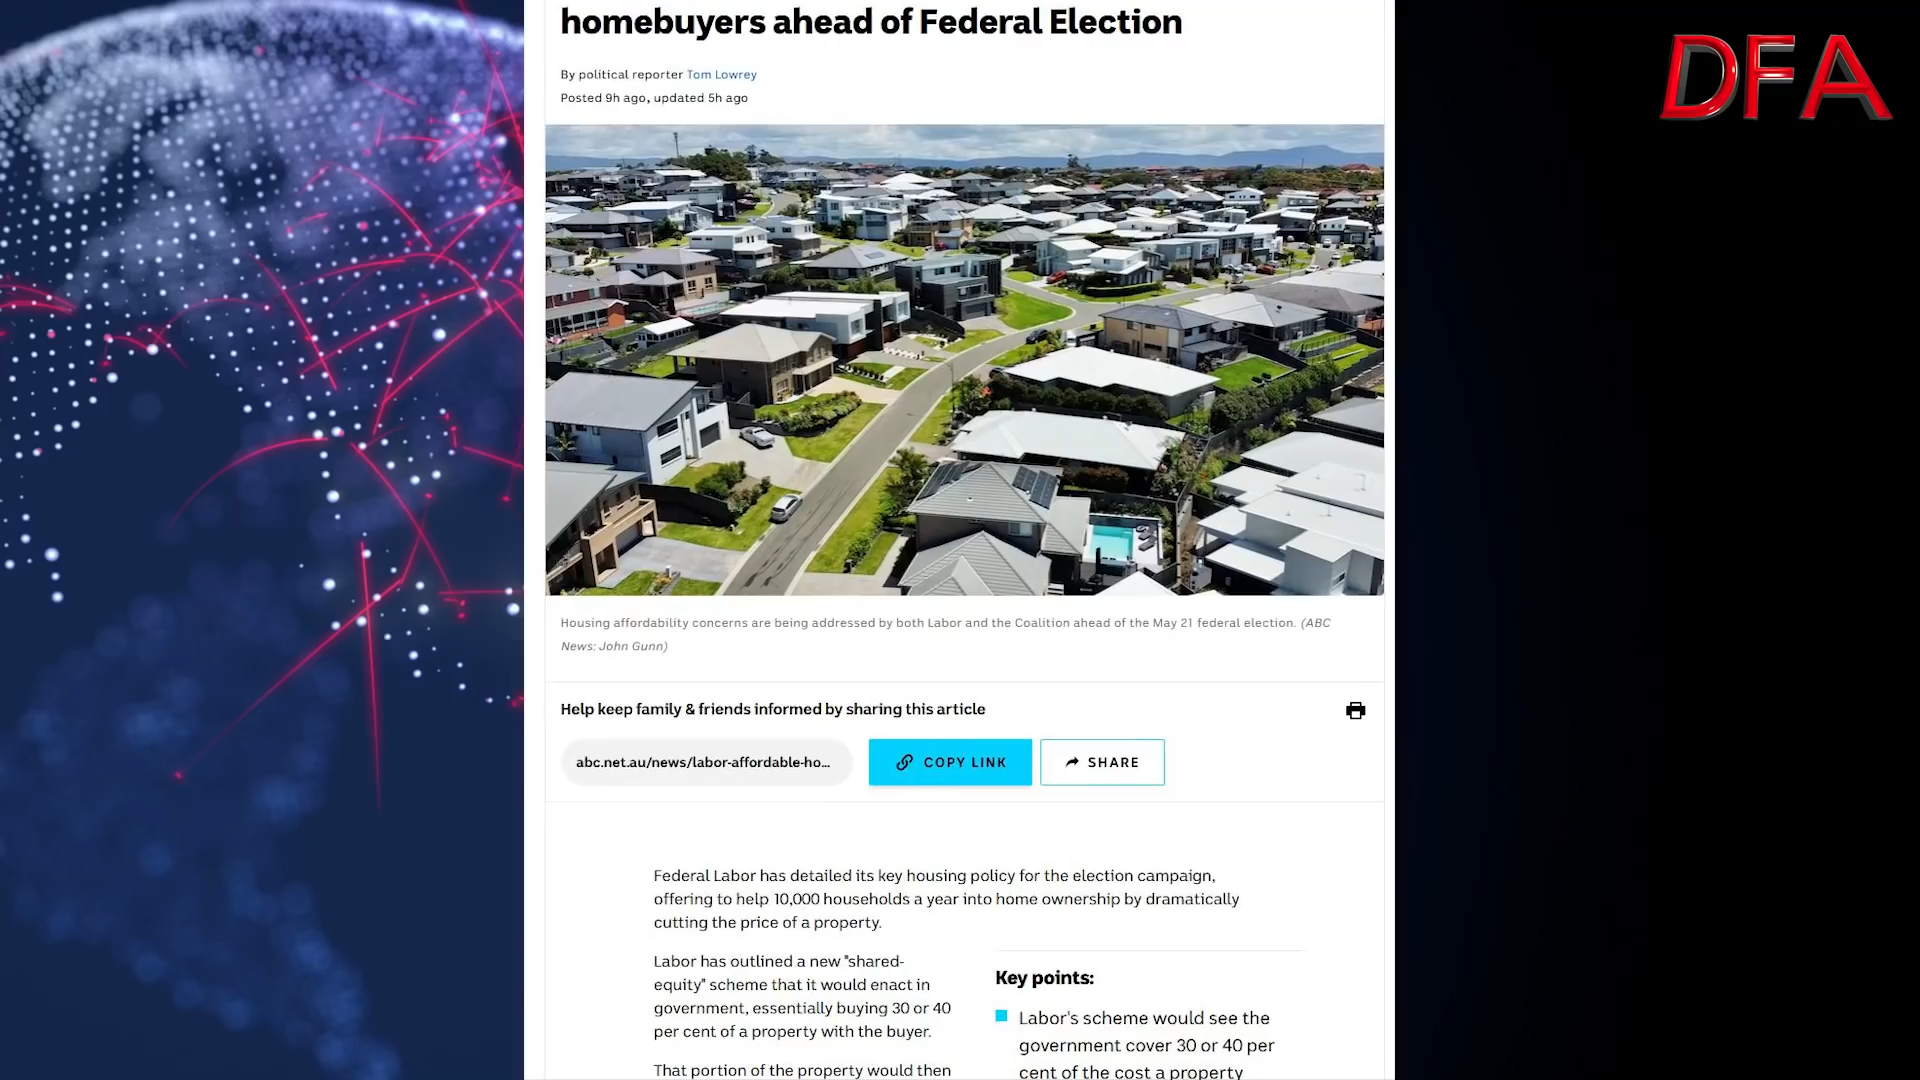 homebuyers ahead of Federal Election
DFA
By political reporter Tom Lowrey
Posted 9h ago, updated 5h ago
Housing affordability concerns are being addressed by both Labor and the Coalition ahead of the May 21 federal election. (ABC
News: John Gunn)
Help keep family & friends informed by sharing this article
abc.net.au/news/labor-affordable-ho...
COPY LINK
SHARE
Federal Labor has detailed its key housing policy for the election campaign,
offering to help 10,000 households a year into home ownership by dramatically
cutting the price of a property.
Labor has outlined a new "shared-
equity" scheme that it would enact in
government, essentially buying 30 or 40
per cent of a property with the buyer.
That portion of the property would then
Key points:
Labor's scheme would see the
government cover 30 or 40 per
cent of the cost a property